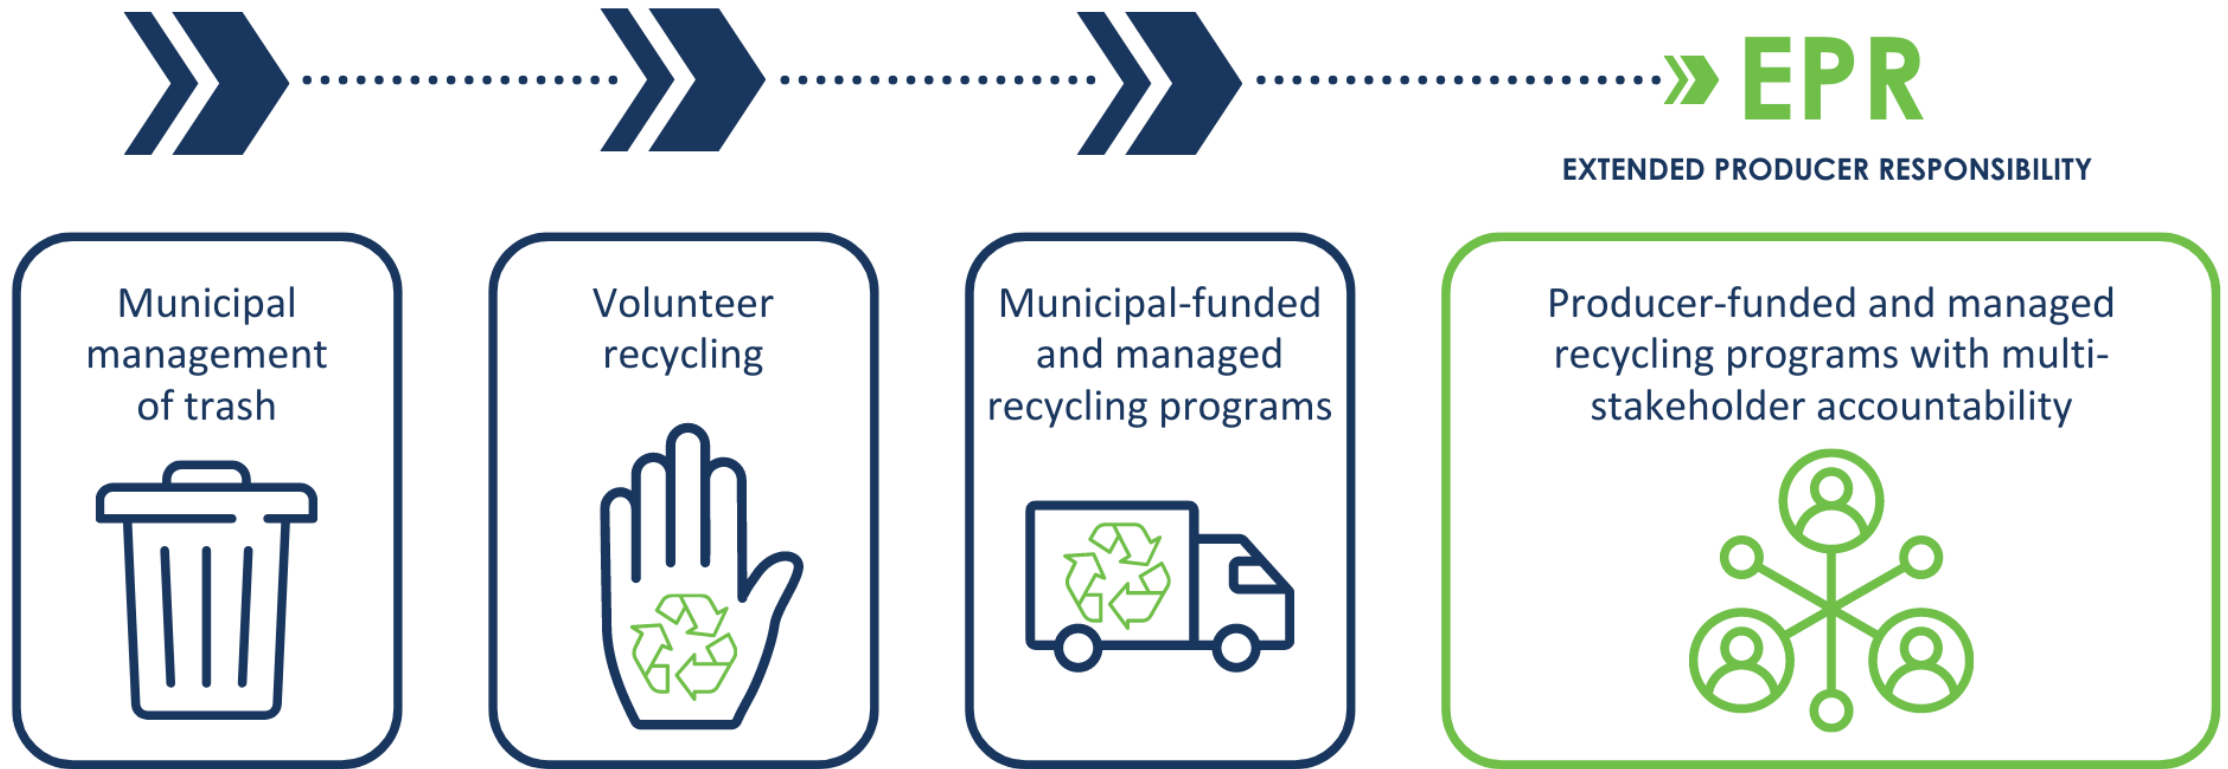 EPR
EXTENDED PRODUCER RESPONSIBILITY
Municipal
management
of trash
Volunteer
recycling
Municipal-funded
and managed
recycling programs
Producer-funded and managed
recycling programs with multi-
stakeholder accountability